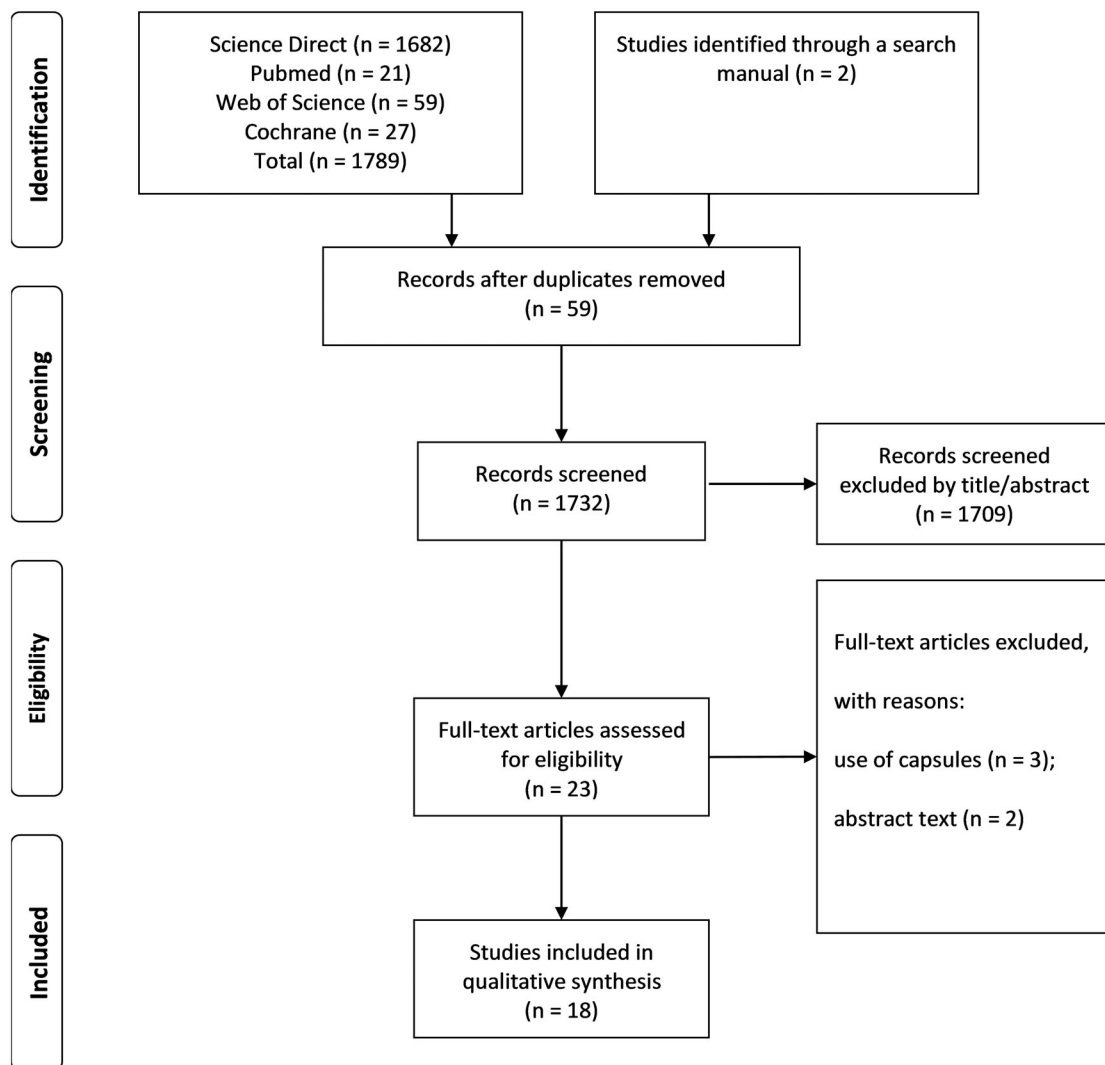 Identification
Science Direct (n = 1682)
Pubmed (n = 21)
Web of Science (n = 59)
Cochrane (n = 27)
Total (n = 1789)
Studies identified through a search
manual (n = 2)
Records after duplicates removed
(n = 59)
Screening
Records screened
(n = 1732)
Records screened
excluded by title/abstract
(n = 1709)
Eligibility
Full-text articles assessed
for eligibility
(n = 23)
Full-text articles excluded,
with reasons:
use of capsules (n = 3);
abstract text (n = 2)
Included
Studies included in
qualitative synthesis
(n = 18)